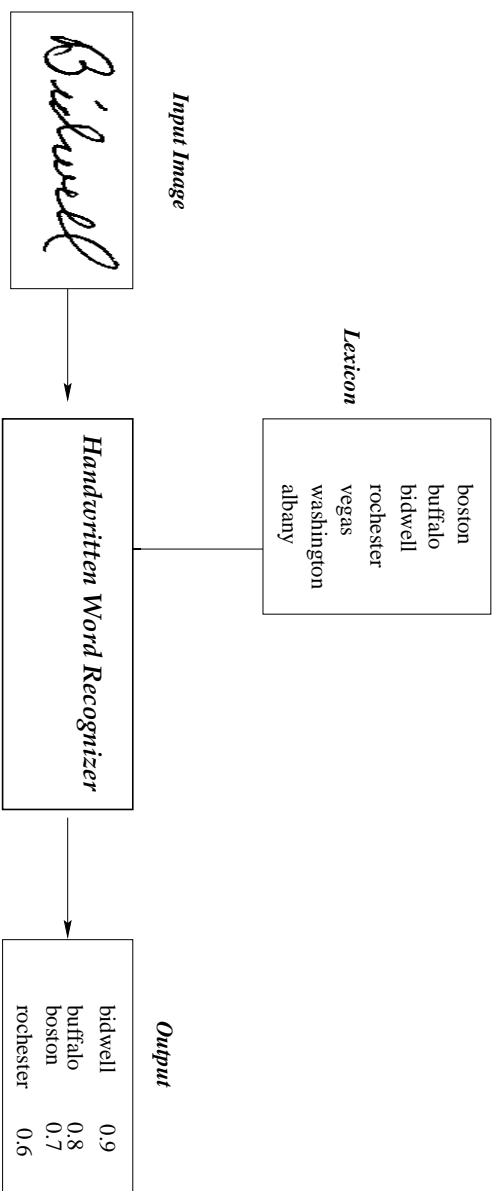 Input Image
Bidwell
Lexicon
boston
buffalo
bidwell
rochester
vegas
washington
albany
Handwritten Word Recognizer
Output
bidwell 0.9
buffalo 0.8
boston 0.7
rochester 0.6